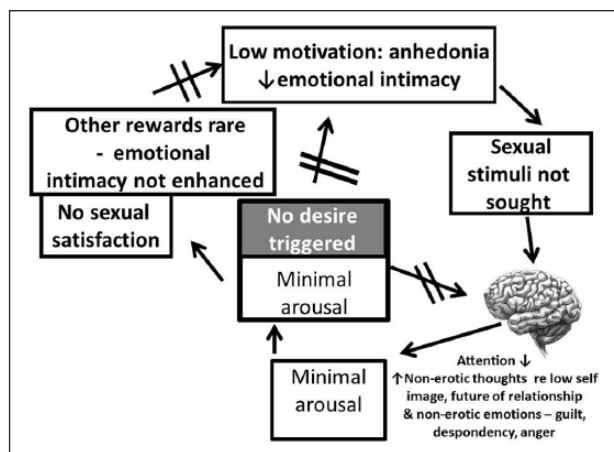 Low motivation: anhedonia
↓emotional intimacy
Other rewards rare
- emotional
intimacy not enhanced
No sexual
satisfaction
Sexual
stimuli not
sought
No desire
triggered
Minimal
arousal
Minimal
arousal
Attention ↓
↑Non-erotic thoughts re low self
image, future of relationship
& non-erotic emotions – guilt,
despondency, anger